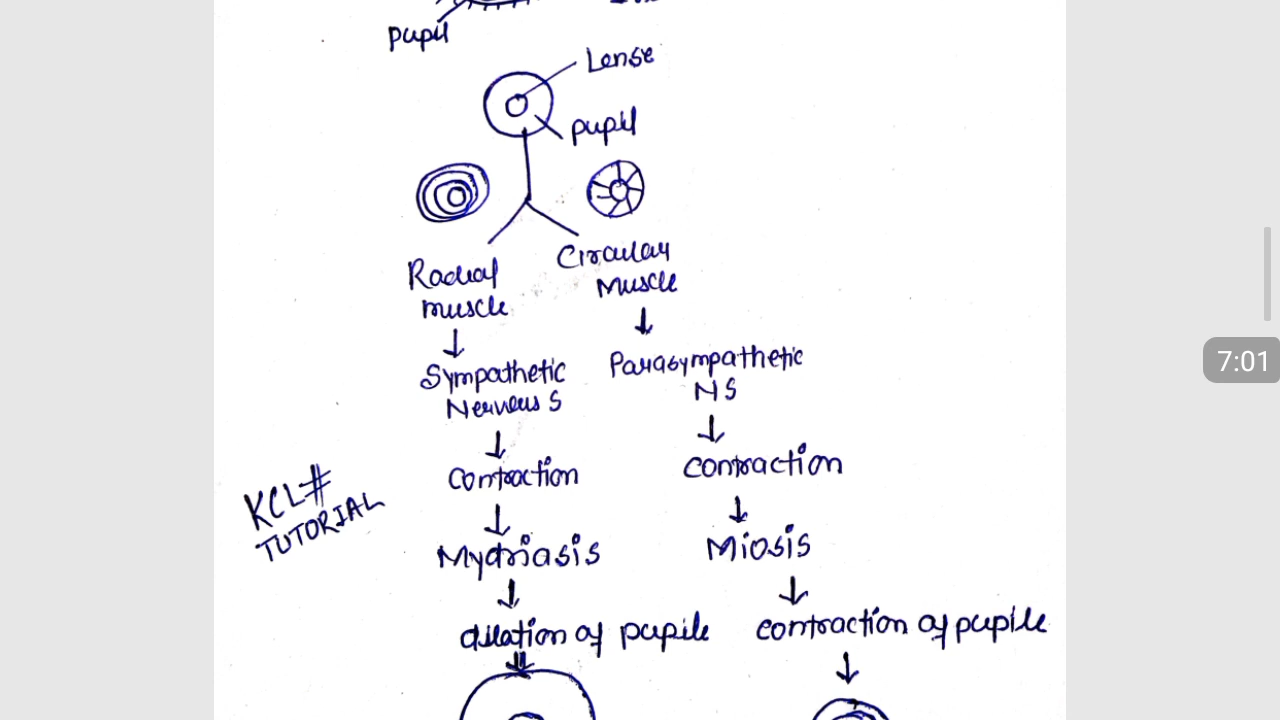 pupil
Lense
pupil
Radial
muscle
Circular
Muscle
Sympathetic
Nerveus S
Parasympathetic
NS
Contraction
Contraction
KCL#
TUTORIAL
Mydriasis
Miosis
dilation of pupile
contraction of pupile
7:01